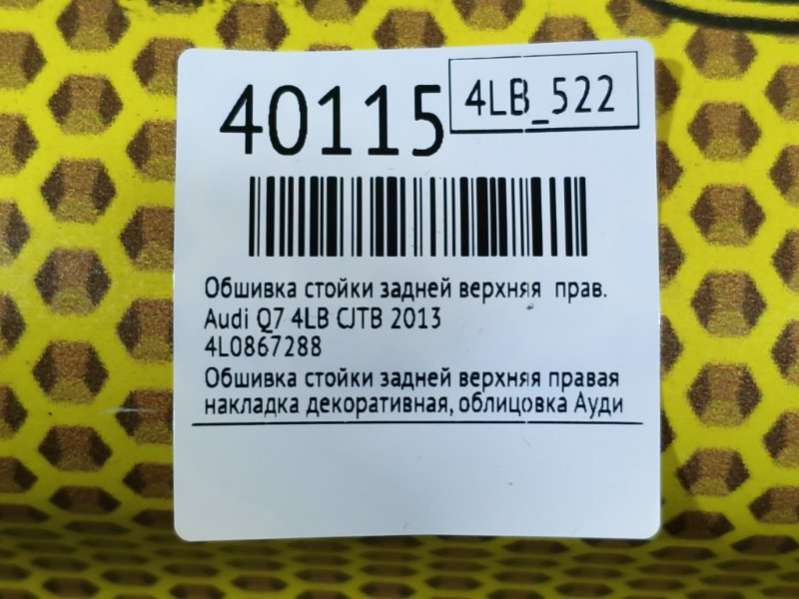 40115
4LB_522
Обшивка стойки задней верхняя прав.
Audi Q7 4LB CJTB 2013
4L0867288
Обшивка стойки задней верхняя правая
накладка декоративная, облицовка Ауди